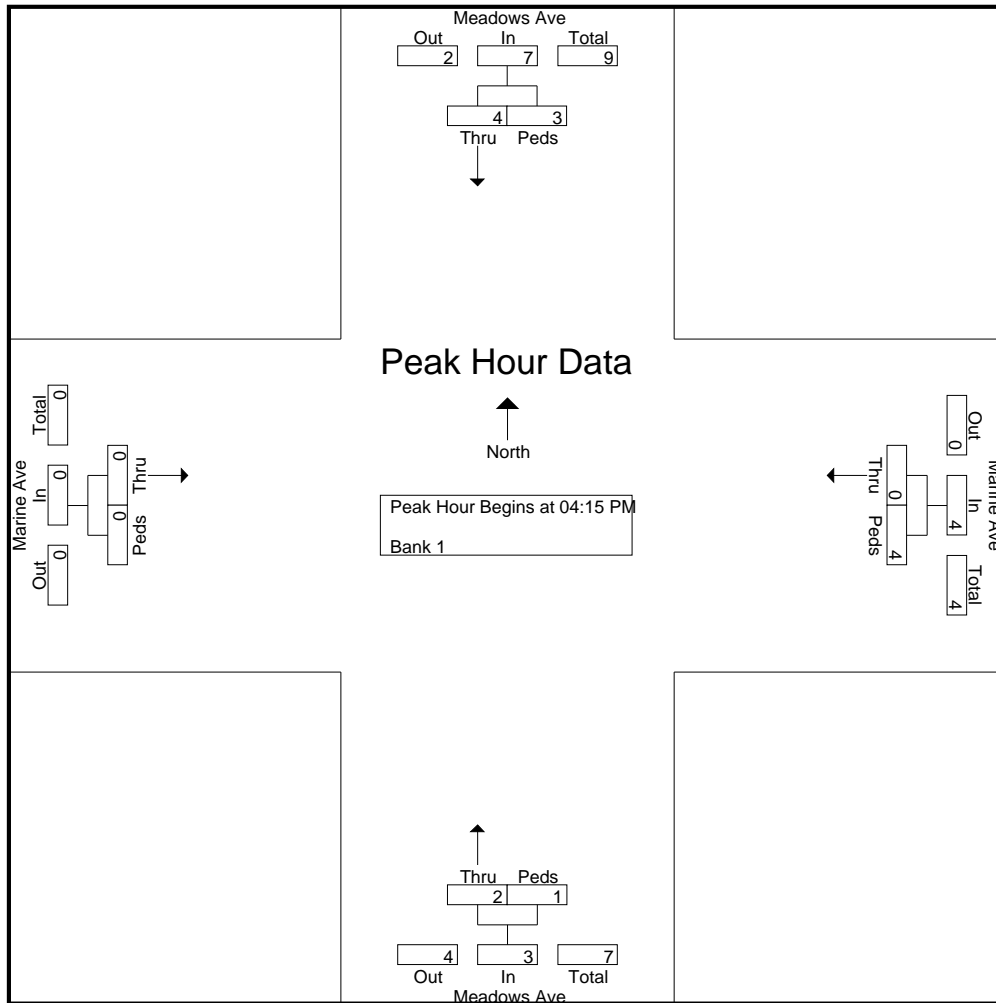 Meadows Ave
Out In Total
2 7 9
4 3
Thru Peds
Peak Hour Data
North
Peak Hour Begins at 04:15 PM
Bank 1
Marine Ave
Total In Out
0 0 0
0 0
Thru Peds
Marine Ave
Out In Total
0 4 4
0 4
Thru Peds
Thru Peds
2 1
4 3 7
Out In Total
Meadows Ave